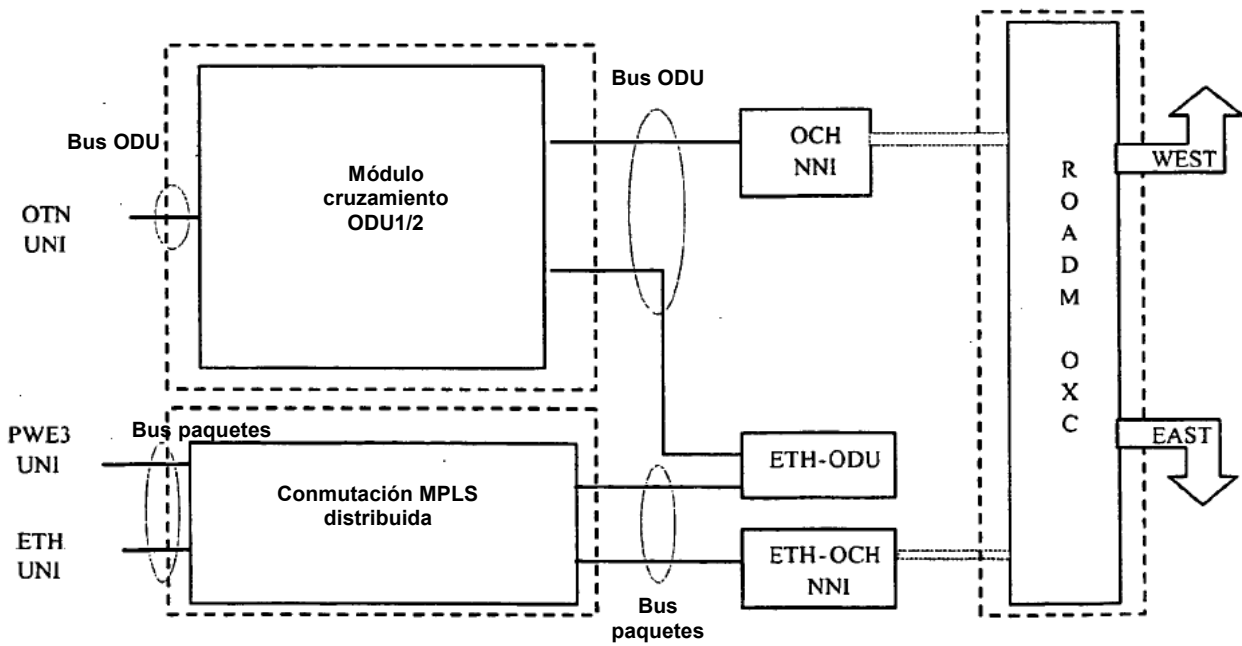 Bus ODU
Bus ODU
OTN
UNI
Módulo
cruzamiento
ODU1/2
OCH
NNI
R
O
A
D
M
O
X
C
WEST
EAST
PWE3
UNI
Bus paquetes
ETH
UNI
Conmutación MPLS
distribuida
ETH-ODU
ETH-OCH
NNI
Bus
paquetes